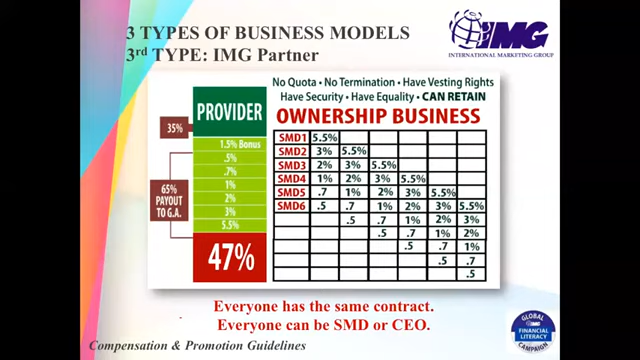 3 TYPES OF BUSINESS MODELS
3rd TYPE: IMG Partner
IMG
INTERNATIONAL MARKETING GROUP
No Quota • No Termination • Have Vesting Rights
Have Security • Have Equality • CAN RETAIN
OWNERSHIP BUSINESS
PROVIDER
35%
1.5% Bonus
.5%
.7%
1%
2%
3%
5.5%
65%
PAYOUT
TO G.A.
47%
SMD1 5.5%
SMD2 3% 5.5%
SMD3 2% 3% 5.5%
SMD4 1% 2% 3% 5.5%
SMD5 .7 1% 2% 3% 5.5%
SMD6 .5 .7 1% 2% 3% 5.5%
.5 .7 1% 2% 3%
.5 .7 1% 2%
.5 .7 1%
.5 .7
.5
Everyone has the same contract.
Everyone can be SMD or CEO.
Compensation & Promotion Guidelines
GLOBAL
IMG
FINANCIAL
LITERACY
CAMPAIGN